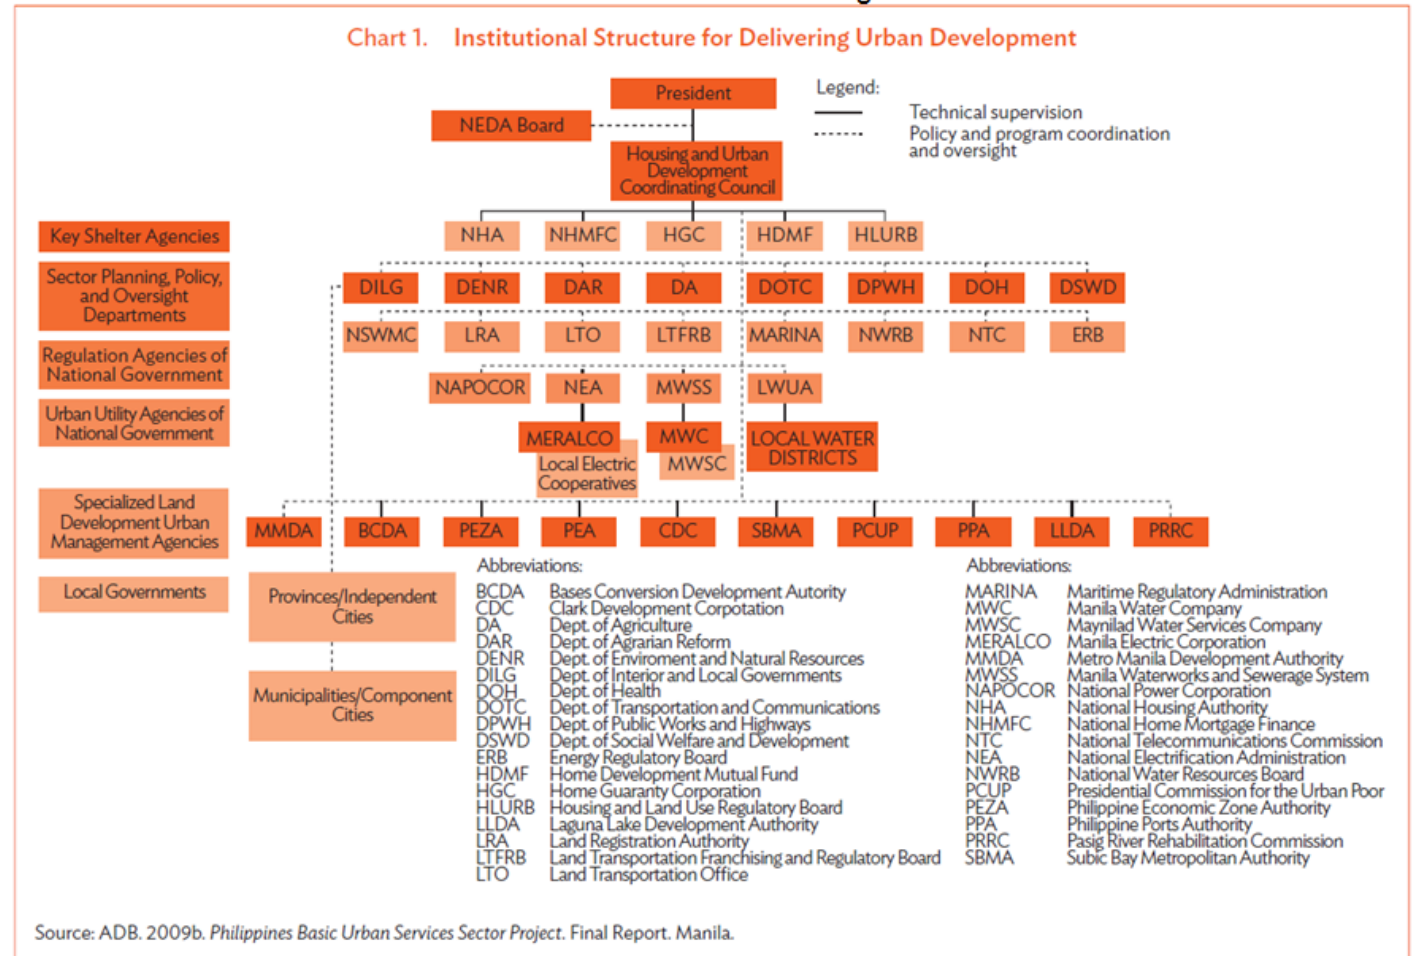 Chart 1. Institutional Structure for Delivering Urban Development
President
Legend:
Technical supervision
Policy and program coordination
and oversight
NEDA Board
Housing and Urban
Development
Coordinating Council
Key Shelter Agencies
NHA NHMFC HGC HDMF HLURB
Sector Planning, Policy,
and Oversight
Departments
DILG DENR DAR DA DOTC DPWH DOH DSWD
Regulation Agencies of
National Government
NSWMC LRA LTO LTFRB MARINA NWRB NTC ERB
Urban Utility Agencies of
National Government
NAPOCOR NEA MWSS LWUA
MERALCO MWC LOCAL WATER
DISTRICTS
Local Electric
Cooperatives
MWSC
Specialized Land
Development Urban
Management Agencies
MMDA BCDA PEZA PEA CDC SBMA PCUP PPA LLDA PRRC
Local Governments
Provinces/Independent
Cities
Municipalities/Component
Cities
Abbreviations:
BCDA Bases Conversion Development Autority
CDC Clark Development Corpotation
DA Dept. of Agriculture
DAR Dept. of Agrarian Reform
DENR Dept. of Enviroment and Natural Resources
DILG Dept. of Interior and Local Governments
DOH Dept. of Health
DOTC Dept. of Transportation and Communications
DPWH Dept. of Public Works and Highways
DSWD Dept. of Social Welfare and Development
ERB Energy Regulatory Board
HDMF Home Development Mutual Fund
HGC Home Guaranty Corporation
HLURB Housing and Land Use Regulatory Board
LLDA Laguna Lake Development Authority
LRA Land Registration Authority
LTFRB Land Transportation Franchising and Regulatory Board
LTO Land Transportation Office
Abbreviations:
MARINA Maritime Regulatory Administration
MWC Manila Water Company
MWSC Maynilad Water Services Company
MERALCO Manila Electric Corporation
MMDA Metro Manila Development Authority
MWSS Manila Waterworks and Sewerage System
NAPOCOR National Power Corporation
NHA National Housing Authority
NHMFC National Home Mortgage Finance
NTC National Telecommunications Commission
NEA National Electrification Administration
NWRB National Water Resources Board
PCUP Presidential Commission for the Urban Poor
PEZA Philippine Economic Zone Authority
PPA Philippine Ports Authority
PRRC Pasig River Rehabilitation Commission
SBMA Subic Bay Metropolitan Authority
Source: ADB. 2009b. Philippines Basic Urban Services Sector Project. Final Report. Manila.